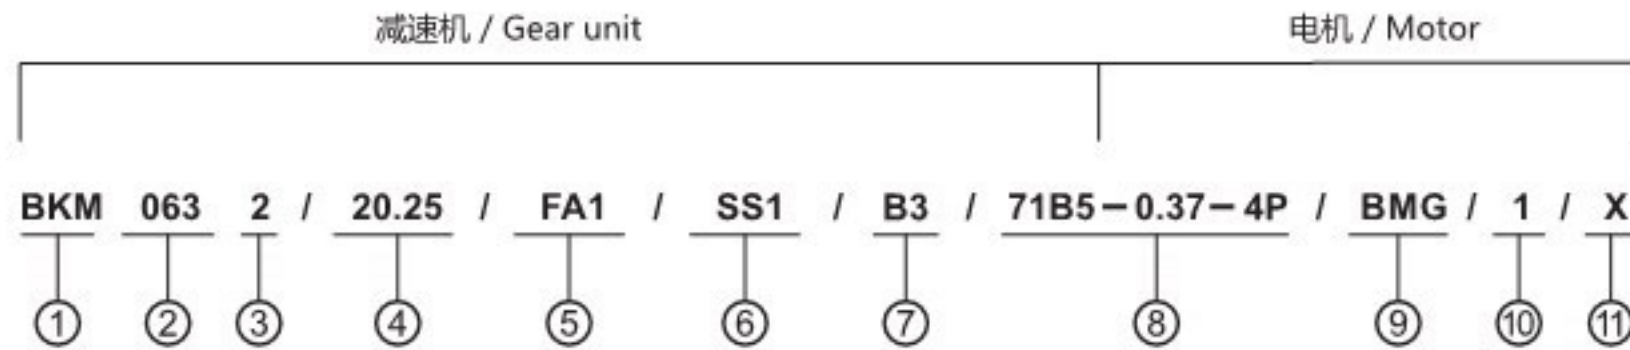 减速机 / Gear unit 电机 / Motor
BKM 063 2 / 20.25 / FA1 / SS1 / B3 / 71B5-0.37-4P / BMG / 1 / X
① ② ③ ④ ⑤ ⑥ ⑦ ⑧ ⑨ ⑩ ⑪